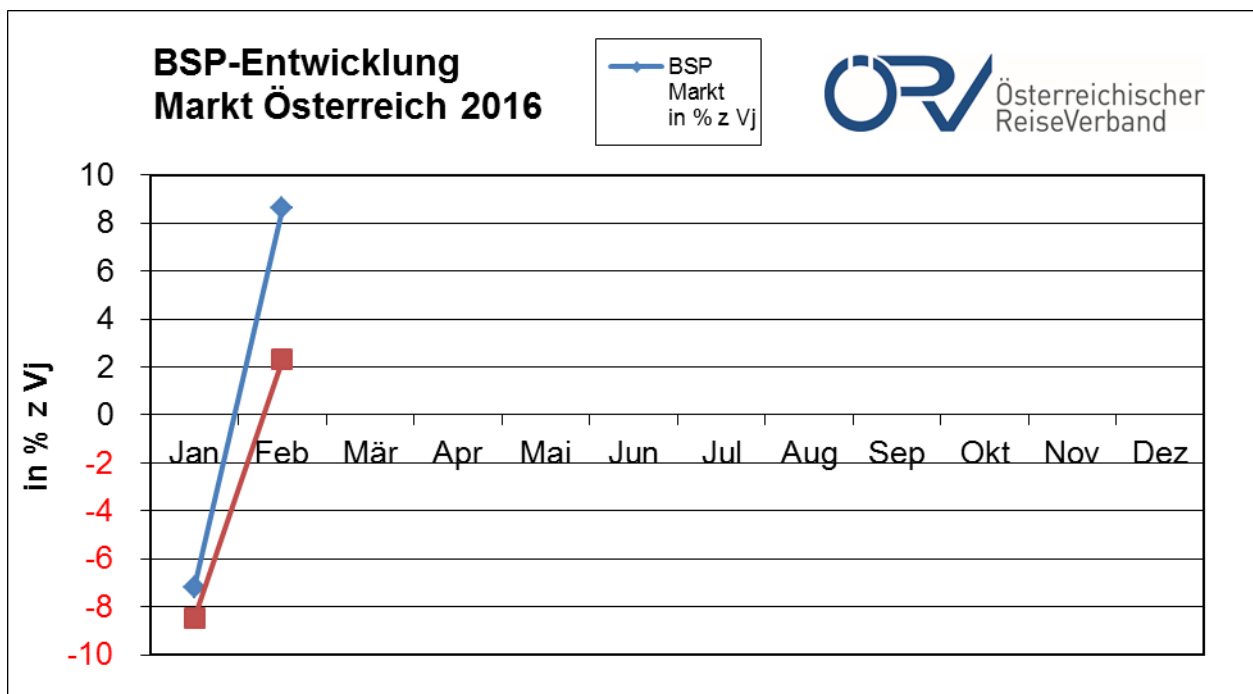 BSP-Entwicklung
Markt Österreich 2016
BSP
Markt
in % z Vj
ÖRV
Österreichischer
ReiseVerband
10
8
6
4
2
0
-2
-4
-6
-8
-10
in % z Vj
Jan Feb Mär Apr Mai Jun Jul Aug Sep Okt Nov Dez